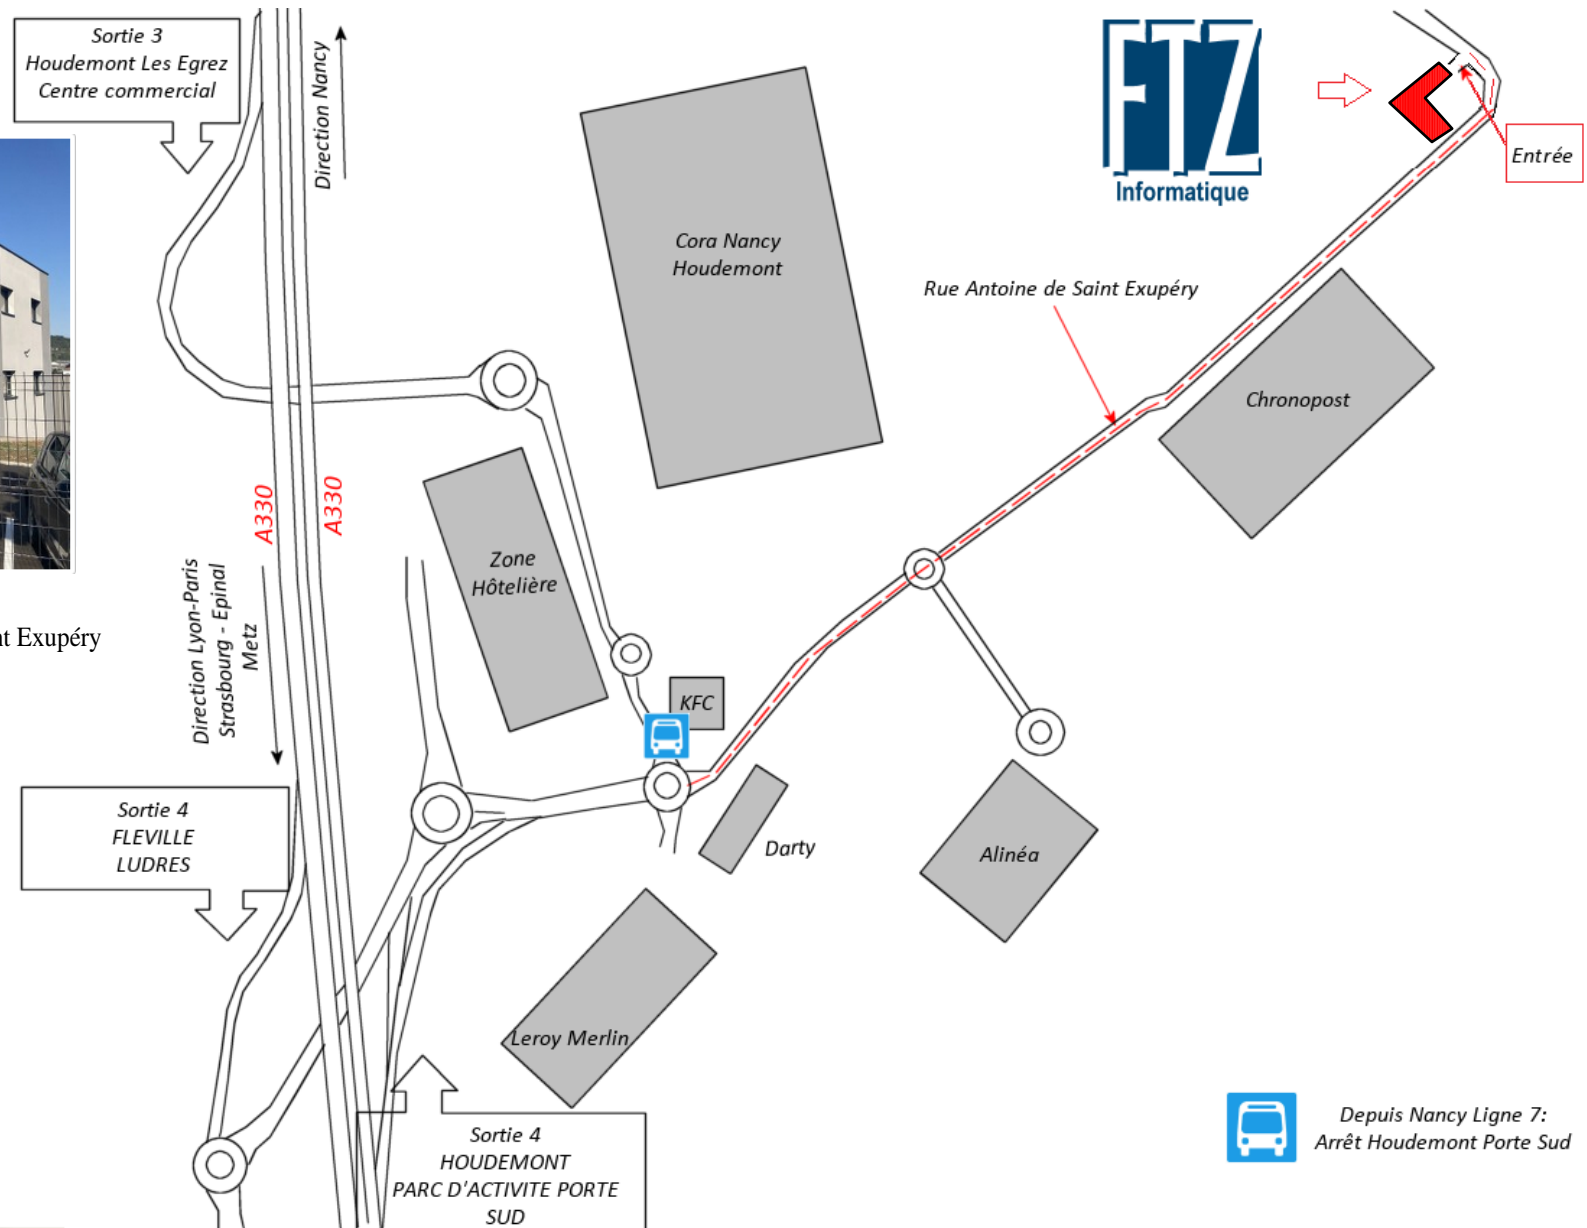 Sortie 3
Houdemont Les Egrez
Centre commercial
Direction Nancy
FTZ
Informatique
Entrée
Cora Nancy
Houdemont
Rue Antoine de Saint Exupéry
Chronopost
A330
A330
Zone
Hôtelière
Direction Lyon-Paris
Strasbourg - Epinal
Metz
Exupéry
KFC
Sortie 4
FLEVILLE
LUDRES
Darty
Alinéa
Leroy Merlin
Sortie 4
HOUDEMONT
PARC D'ACTIVITE PORTE
SUD
Depuis Nancy Ligne 7:
Arrêt Houdemont Porte Sud